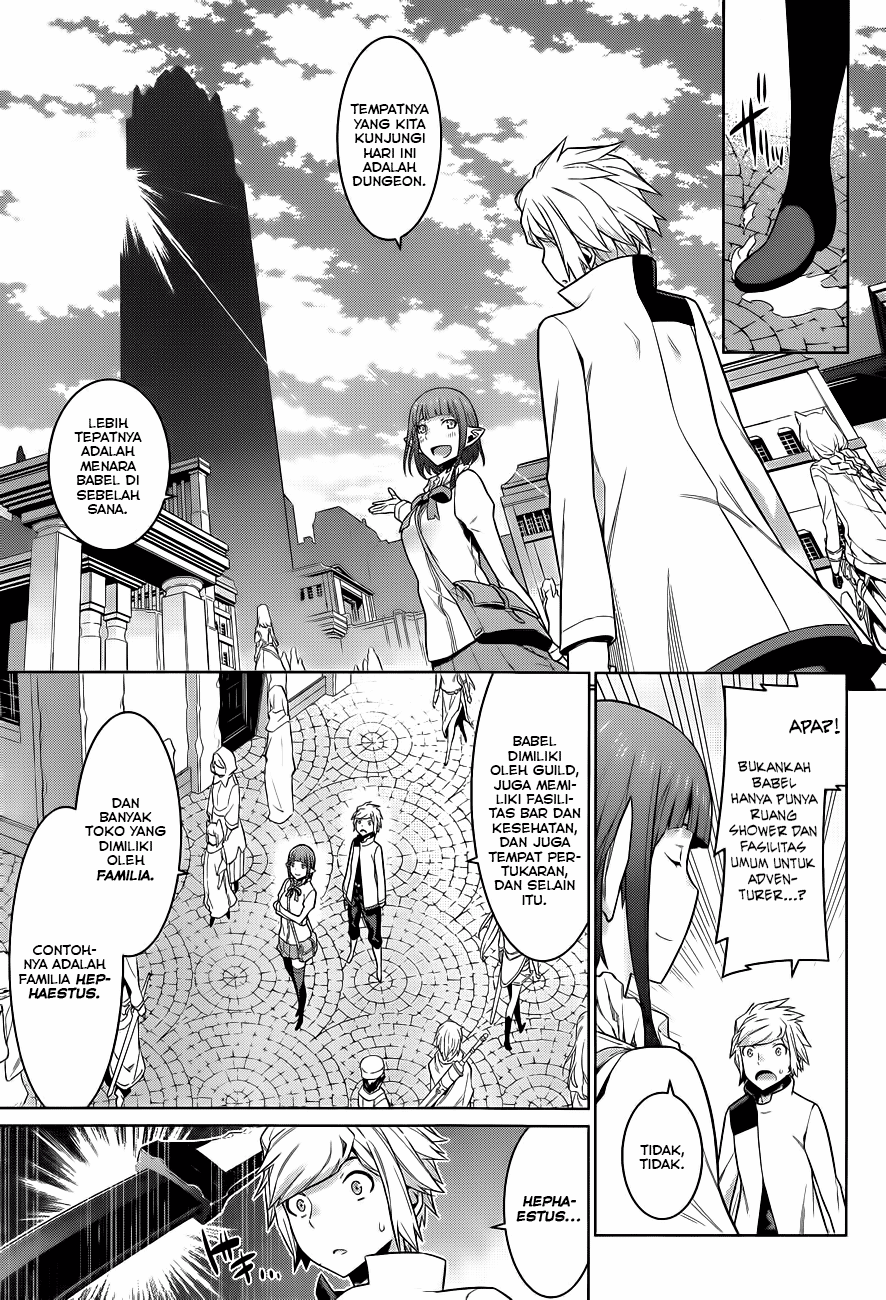 TEMPATNYA
YANG KITA
KUNJUNGI
HARI INI
ADALAH
DUNGEON.
LEBIH
TEPATNYA
ADALAH
MENARA
BABEL DI
SEBELAH
SANA.
APA?!
BUKANKAH
BABEL
HANYA PUNYA
RUANG
SHOWER DAN
FASILITAS
UMUM UNTUK
ADVEN-
TURER...?
TIDAK,
TIDAK.
BABEL
DIMILIKI
OLEH GUILD,
JUGA MEMI-
LIKI FASILI-
TAS BAR DAN
KESEHATAN,
DAN JUGA
TEMPAT PER-
TUKARAN,
DAN SELAIN
ITU.
DAN
BANYAK
TOKO YANG
DIMILIKI
OLEH
FAMILIA.
CONTOH-
NYA ADALAH
FAMILIA HEP-
HAESTUS.
HEPHA-
ESTUS...